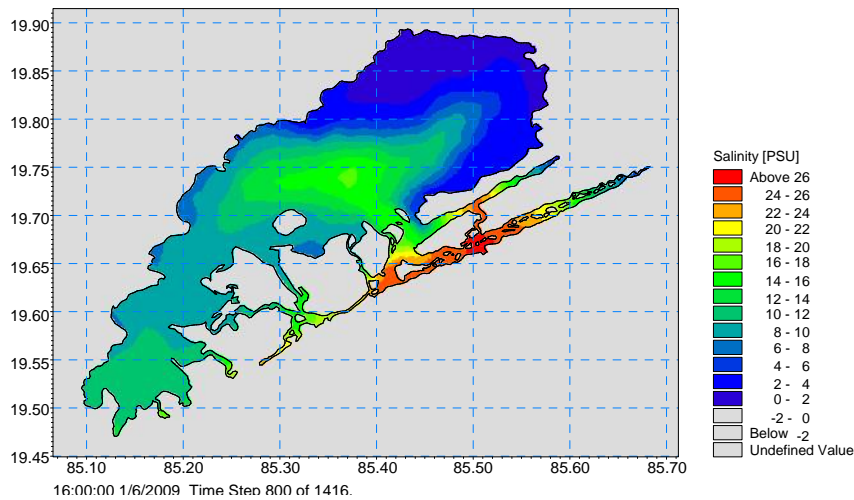 19.90
19.85
19.80
19.75
19.70
19.65
19.60
19.55
19.50
19.45
85.10 85.20 85.30 85.40 85.50 85.60 85.70
16:00:00 1/6/2009 Time Step 800 of 1416.
Salinity [PSU]
Above 26
24 - 26
22 - 24
20 - 22
18 - 20
16 - 18
14 - 16
12 - 14
10 - 12
8 - 10
6 - 8
4 - 6
2 - 4
0 - 2
-2 - 0
Below -2
Undefined Value